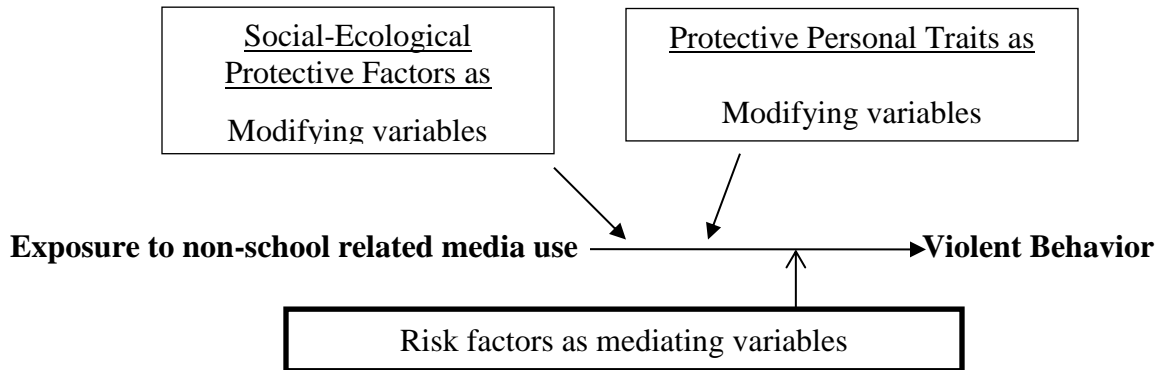 Social-Ecological
Protective Factors as
Modifying variables
Protective Personal Traits as
Modifying variables
Exposure to non-school related media use
Violent Behavior
Risk factors as mediating variables